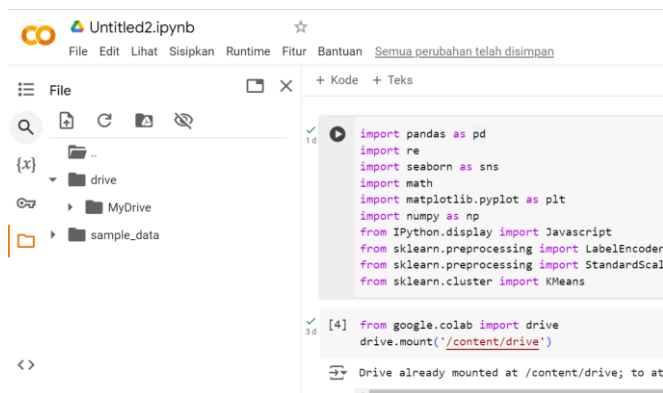 Untitled2.ipynb
File Edit Lihat Sisipkan Runtime Fitur Bantuan Semua perubahan telah disimpan
File
+ Kode + Teks
..
drive
MyDrive
sample_data
{x}
<>
1 d
import pandas as pd
import re
import seaborn as sns
import math
import matplotlib.pyplot as plt
import numpy as np
from IPython.display import Javascript
from sklearn.preprocessing import LabelEncoder
from sklearn.preprocessing import StandardScal
from sklearn.cluster import KMeans
3 d
[4] from google.colab import drive
drive.mount('/content/drive')
Drive already mounted at /content/drive; to at